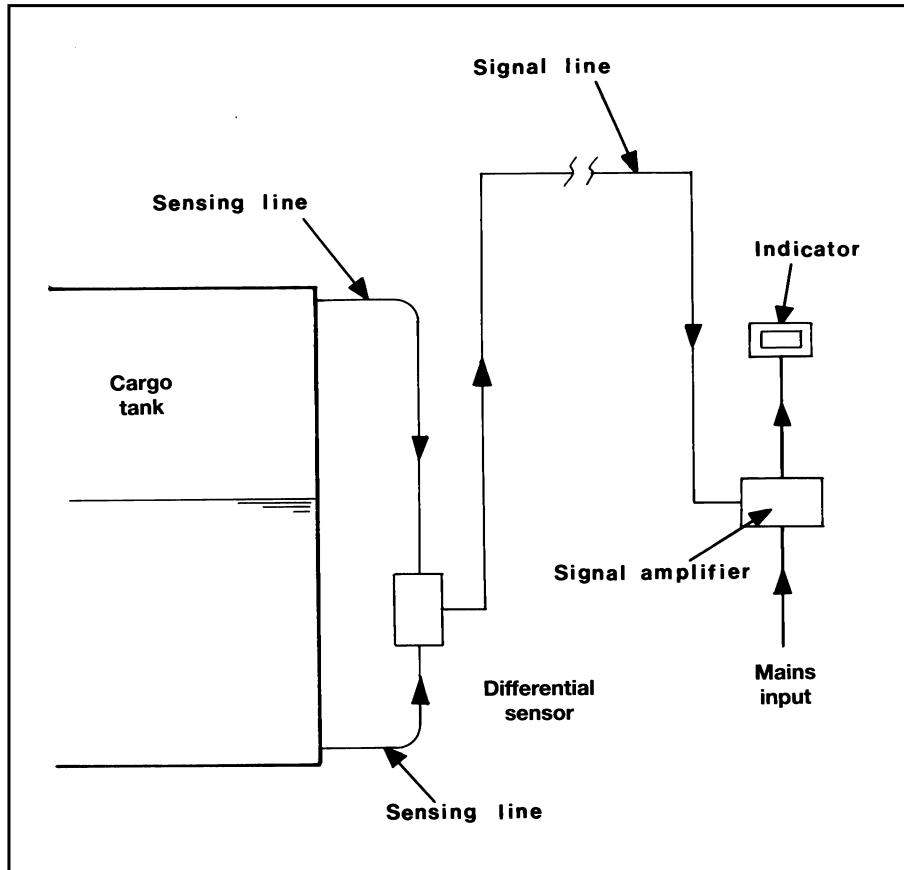 Signal line
Sensing line
Indicator
Cargo
tank
Signal amplifier
Differential
sensor
Mains
input
Sensing line